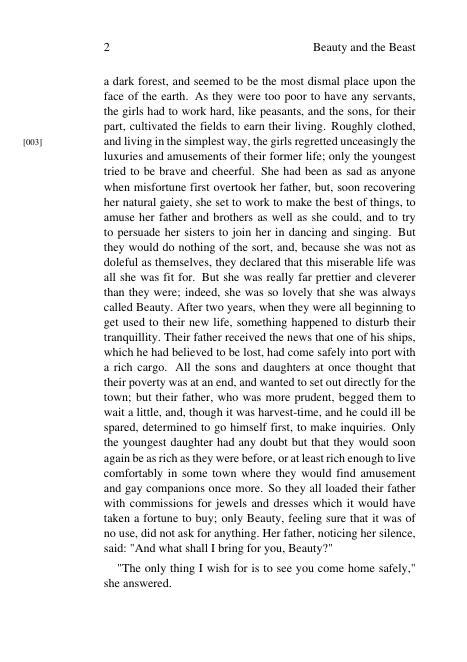 2 Beauty and the Beast
a dark forest, and seemed to be the most dismal place upon the
face of the earth. As they were too poor to have any servants,
the girls had to work hard, like peasants, and the sons, for their
part, cultivated the fields to earn their living. Roughly clothed,
[003] and living in the simplest way, the girls regretted unceasingly the
luxuries and amusements of their former life; only the youngest
tried to be brave and cheerful. She had been as sad as anyone
when misfortune first overtook her father, but, soon recovering
her natural gaiety, she set to work to make the best of things, to
amuse her father and brothers as well as she could, and to try
to persuade her sisters to join her in dancing and singing. But
they would do nothing of the sort, and, because she was not as
doleful as themselves, they declared that this miserable life was
all she was fit for. But she was really far prettier and cleverer
than they were; indeed, she was so lovely that she was always
called Beauty. After two years, when they were all beginning to
get used to their new life, something happened to disturb their
tranquillity. Their father received the news that one of his ships,
which he had believed to be lost, had come safely into port with
a rich cargo. All the sons and daughters at once thought that
their poverty was at an end, and wanted to set out directly for the
town; but their father, who was more prudent, begged them to
wait a little, and, though it was harvest-time, and he could ill be
spared, determined to go himself first, to make inquiries. Only
the youngest daughter had any doubt but that they would soon
again be as rich as they were before, or at least rich enough to live
comfortably in some town where they would find amusement
and gay companions once more. So they all loaded their father
with commissions for jewels and dresses which it would have
taken a fortune to buy; only Beauty, feeling sure that it was of
no use, did not ask for anything. Her father, noticing her silence,
said: "And what shall I bring for you, Beauty?"
"The only thing I wish for is to see you come home safely,"
she answered.